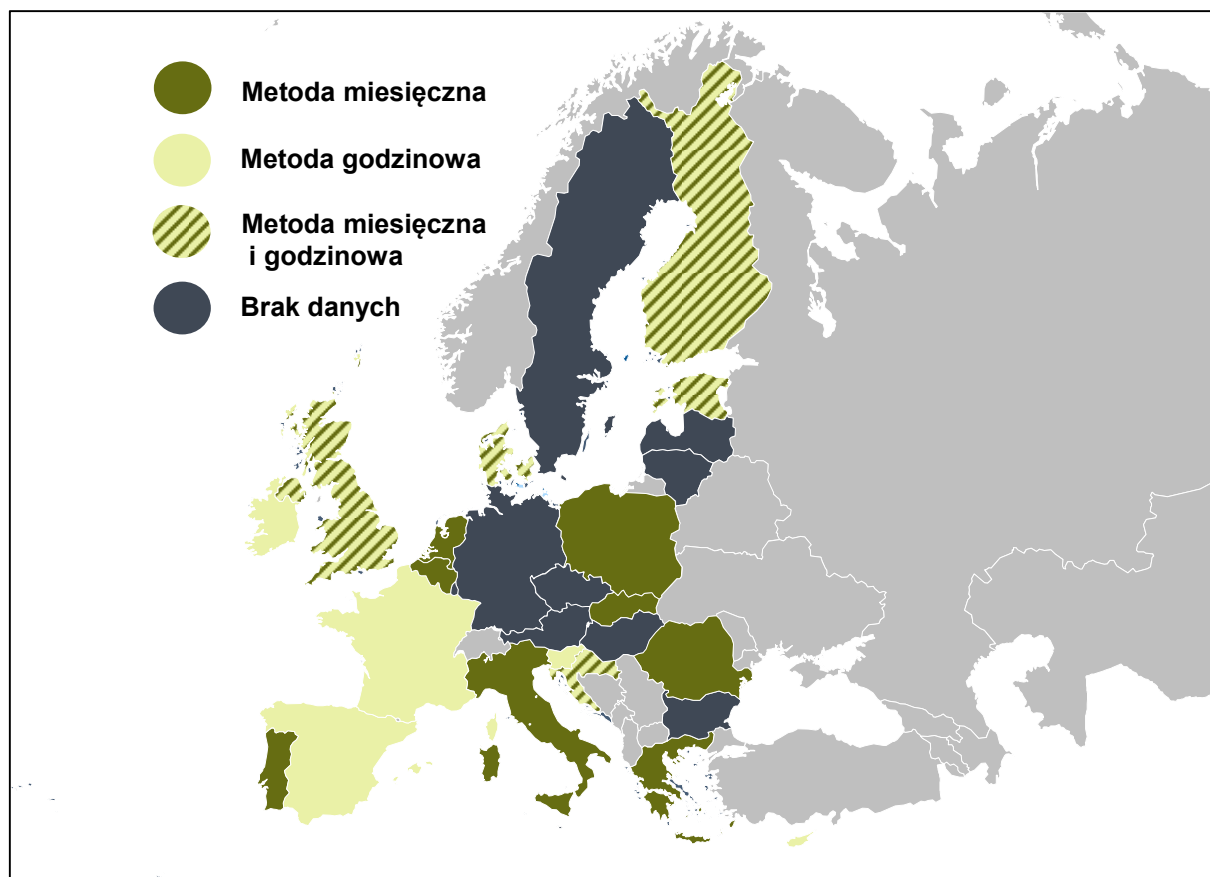 Metoda miesięczna
Metoda godzinowa
Metoda miesięczna
i godzinowa
Brak danych